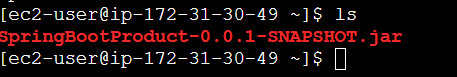 [ec2-user@ip-172-31-30-49 ~]$ ls
SpringBootProduct-0.0.1-SNAPSHOT.jar
[ec2-user@ip-172-31-30-49 ~]$